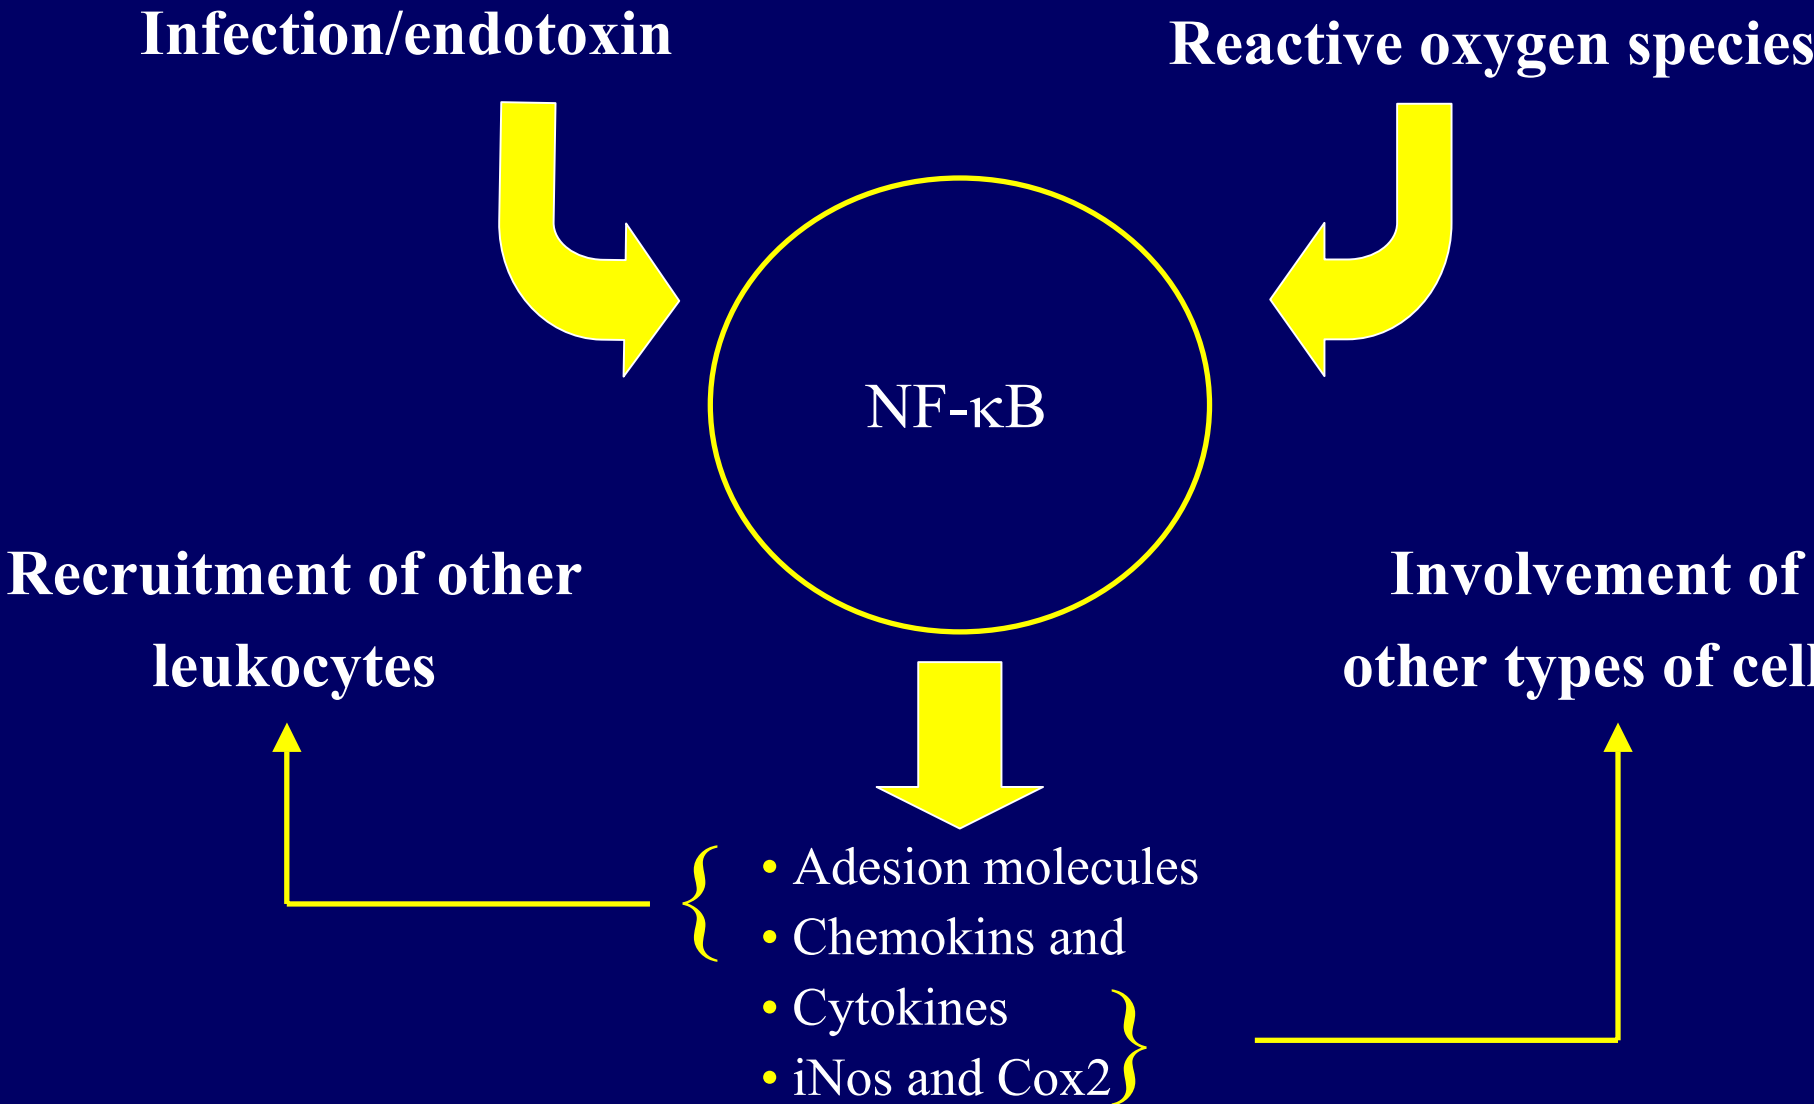 Infection/endotoxin
Reactive oxygen species
NF-κB
Recruitment of other
leukocytes
Involvement of
other types of cell
• Adesion molecules
• Chemokins and
• Cytokines
• iNos and Cox2